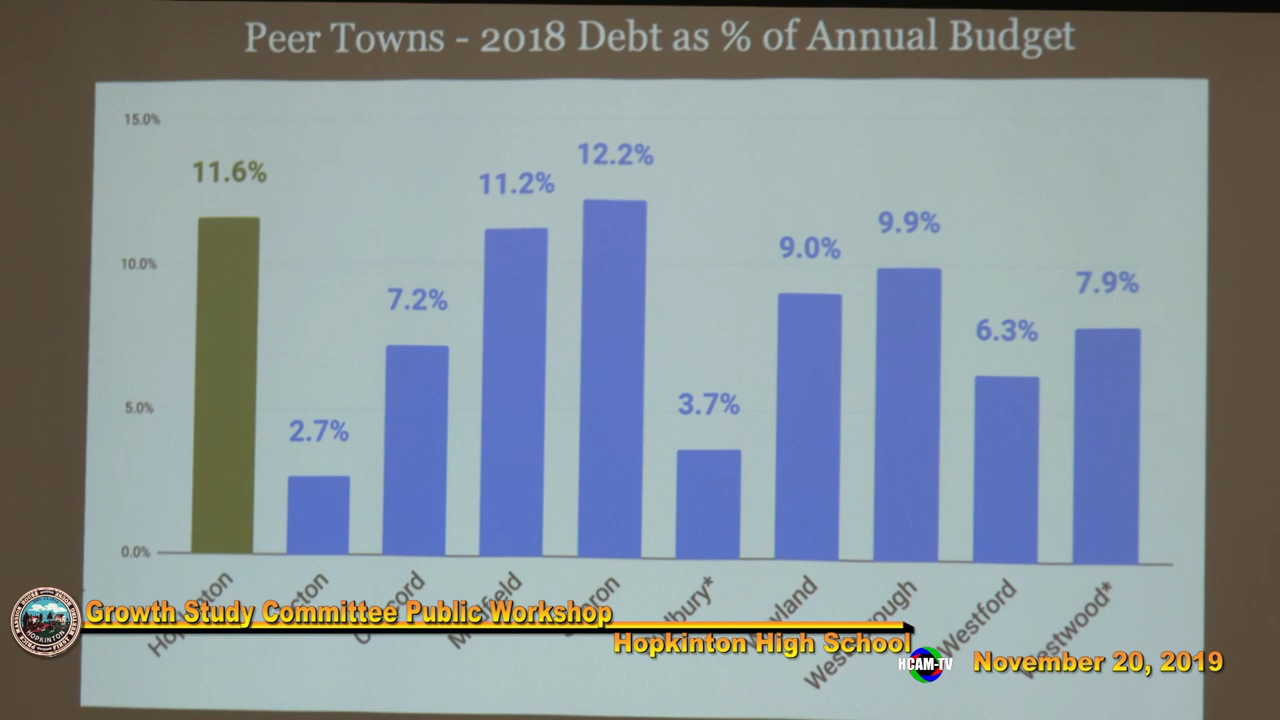 Peer Towns - 2018 Debt as % of Annual Budget
15.0%
10.0%
5.0%
0.0%
11.6%
2.7%
7.2%
11.2%
12.2%
3.7%
9.0%
9.9%
6.3%
7.9%
Westford
Growth Study Committee Public Workshop
Hopkinton High School
HCAM-TV
November 20, 2019
HOPKINTON